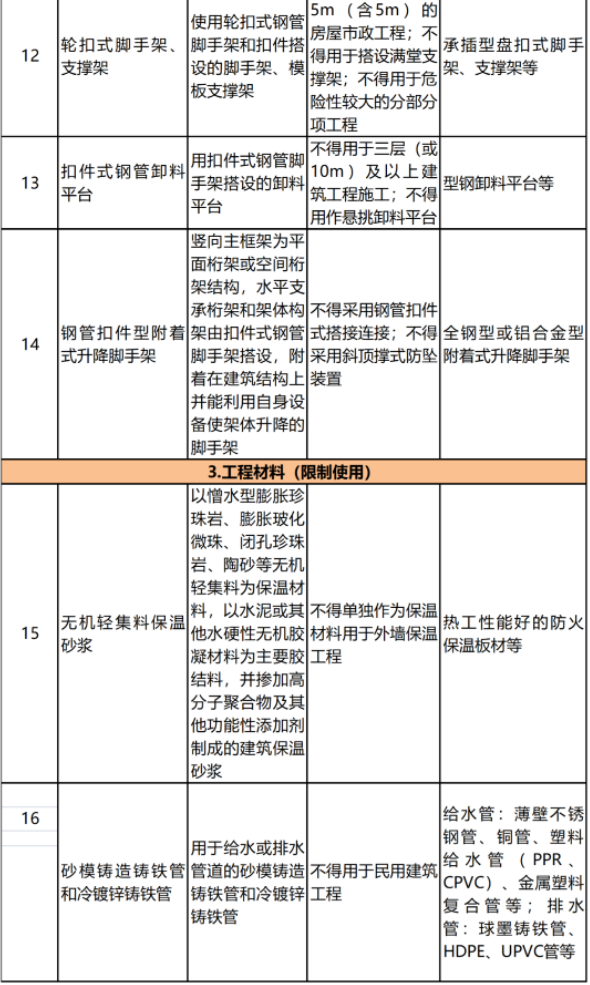 12
轮扣式脚手架、
支撑架
使用轮扣式钢管
脚手架和扣件搭
设的脚手架、模
板支撑架
5m（含5m）的
房屋市政工程；不
得用于搭设满堂支
撑架；不得用于危
险性较大的分部分
项工程
承插型盘扣式脚手
架、支撑架等
13
扣件式钢管卸料
平台
用扣件式钢管脚
手架搭设的卸料
平台
不得用于三层（或
10m）及以上建
筑工程施工；不得
用作悬挑卸料平台
型钢卸料平台等
14
钢管扣件型附着
式升降脚手架
竖向主框架为平
面桁架或空间桁
架结构，水平支
承桁架和架体构
架由扣件式钢管
脚手架搭设，附
着在建筑结构上
并能利用自身设
备使架体升降的
脚手架
不得采用钢管扣件
式搭接连接；不得
采用斜顶撑式防坠
装置
全钢型或铝合金型
附着式升降脚手架
3.工程材料（限制使用）
15
无机轻集料保温
砂浆
以憎水型膨胀珍
珠岩、膨胀玻化
微珠、闭孔珍珠
岩、陶砂等无机
轻集料为保温材
料，以水泥或其
他水硬性无机胶
凝材料为主要胶
结料，并掺加高
分子聚合物及其
他功能性添加剂
制成的建筑保温
砂浆
不得单独作为保温
材料用于外墙保温
工程
热工性能好的防火
保温板材等
16
砂模铸造铸铁管
和冷镀锌铸铁管
用于给水或排水
管道的砂模铸造
铸铁管和冷镀锌
铸铁管
不得用于民用建筑
工程
给水管：薄壁不锈
钢管、铜管、塑料
给水管（PPR、
CPVC）、金属塑料
复合管等；排水
管：球墨铸铁管、
HDPE、UPVC管等